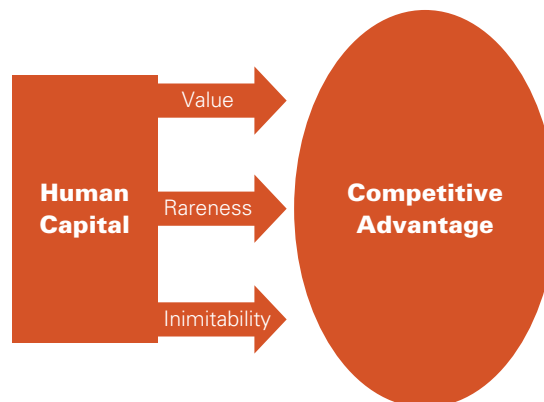 Value
Human
Capital
Rareness
Competitive
Advantage
Inimitability